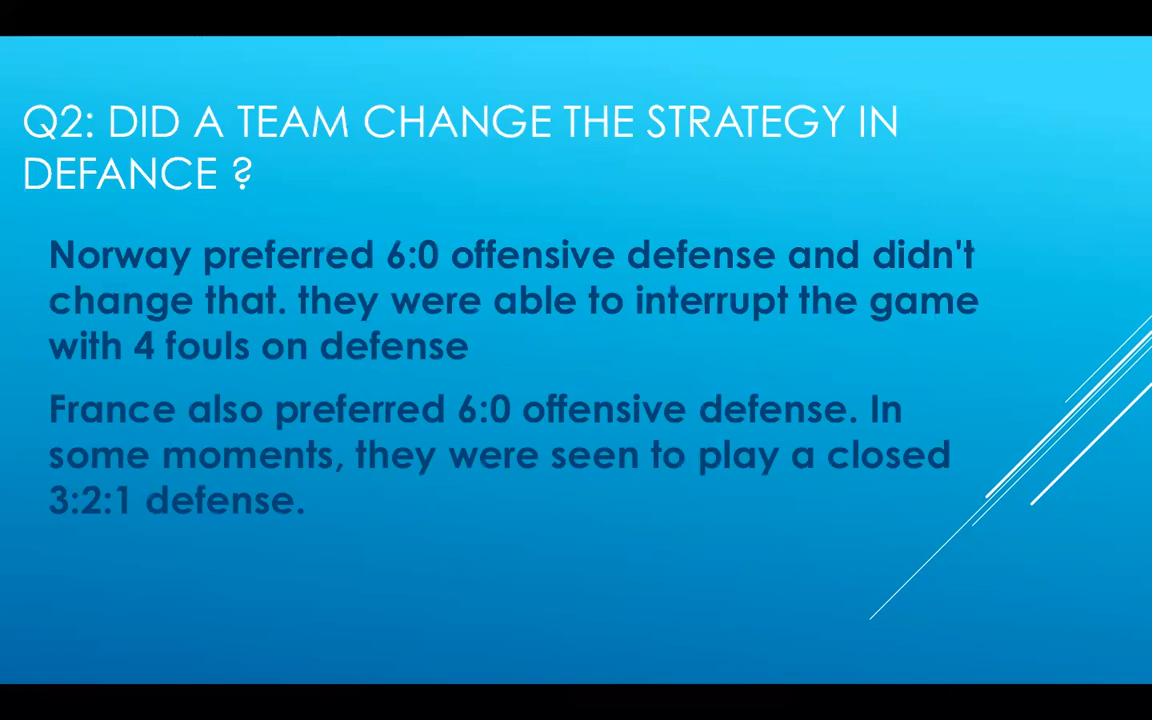 Q2: DID A TEAM CHANGE THE STRATEGY IN
DEFANCE ?
Norway preferred 6:0 offensive defense and didn't
change that. they were able to interrupt the game
with 4 fouls on defense
France also preferred 6:0 offensive defense. In
some moments, they were seen to play a closed
3:2:1 defense.